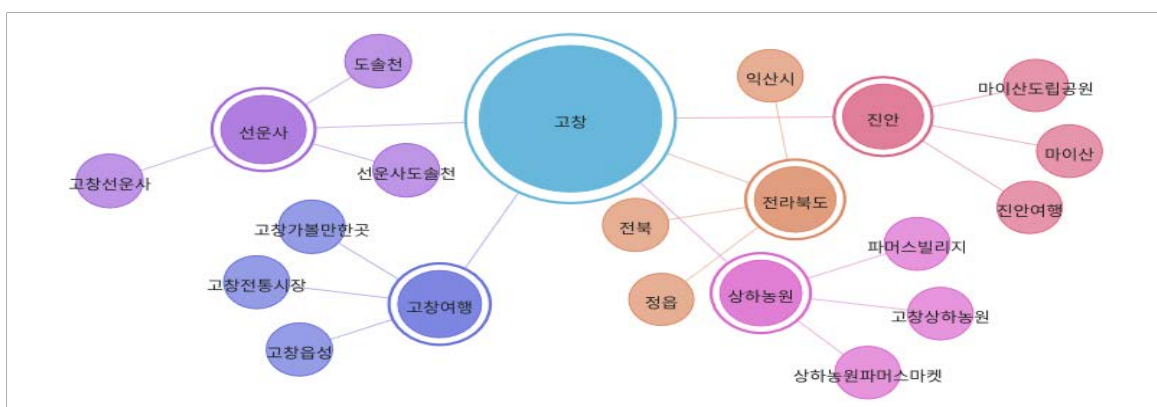 도솔천
선운사
고창선운사
선운사도솔천
고창
익산시
진안
마이산도립공원
마이산
진안여행
전라북도
전북
정읍
고창가볼만한곳
고창전통시장
고창읍성
고창여행
상하농원
파머스빌리지
고창상하농원
상하농원파머스마켓